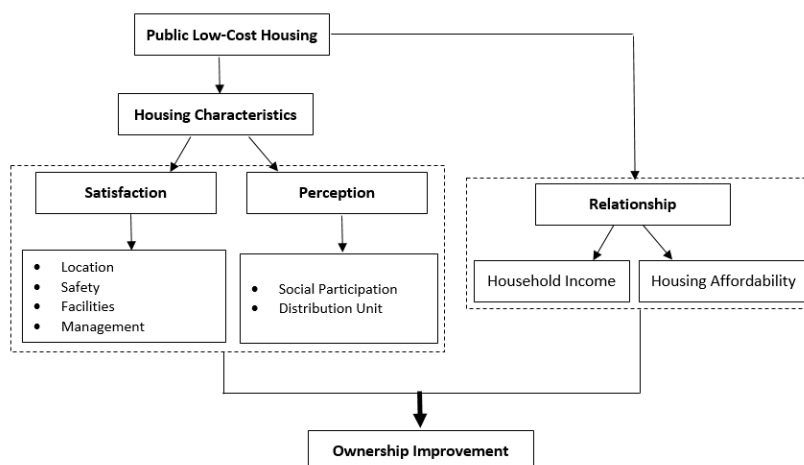 Public Low-Cost Housing
Housing Characteristics
Satisfaction
Perception
Relationship
• Location
• Safety
• Facilities
• Management
• Social Participation
• Distribution Unit
Household Income
Housing Affordability
Ownership Improvement